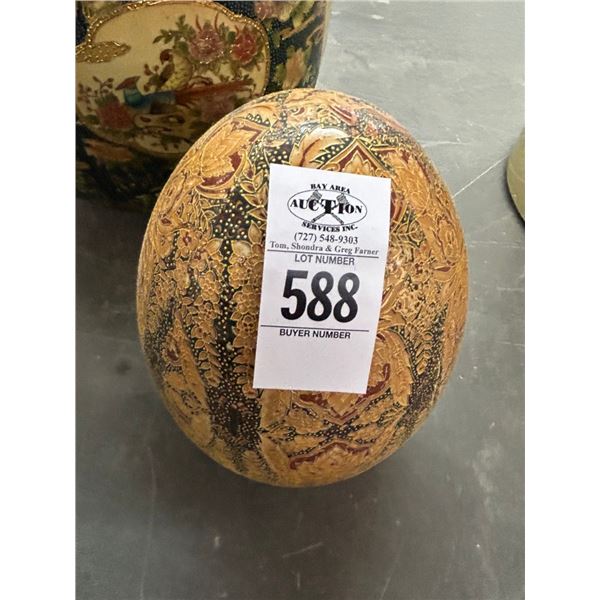 BAY AREA
AUCTION
SERVICES INC.
(727) 548-9303
Tom, Shondra & Greg Farner
LOT NUMBER
588
BUYER NUMBER